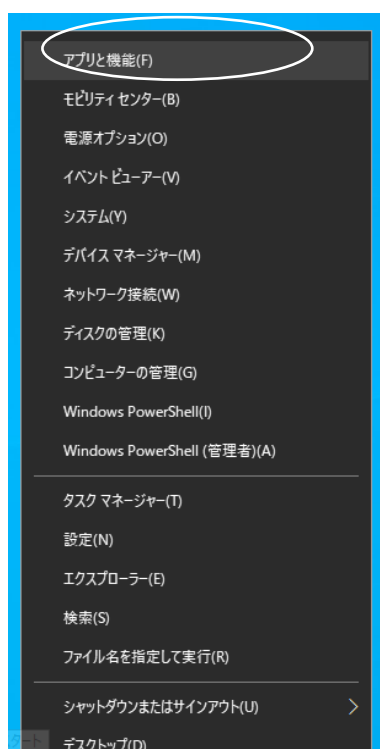 アプリと機能(F)
モビリティ センター(B)
電源オプション(O)
イベント ビューアー(V)
システム(Y)
デバイス マネージャー(M)
ネットワーク接続(W)
ディスクの管理(K)
コンピューターの管理(G)
Windows PowerShell(I)
Windows PowerShell (管理者)(A)
タスク マネージャー(T)
設定(N)
エクスプローラー(E)
検索(S)
ファイル名を指定して実行(R)
シャットダウンまたはサインアウト(U)
タート
デスクトップ(D)